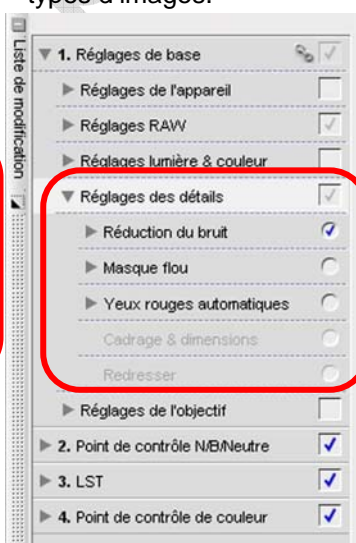 types d'images.
Liste de modification
1. Réglages de base
Réglages de l'appareil
Réglages RAW
Réglages lumière & couleur
Réglages des détails
Réduction du bruit
Masque flou
Yeux rouges automatiques
Cadrage & dimensions
Redresser
Réglages de l'objectif
2. Point de contrôle N/B/Neutre
3. LST
4. Point de contrôle de couleur